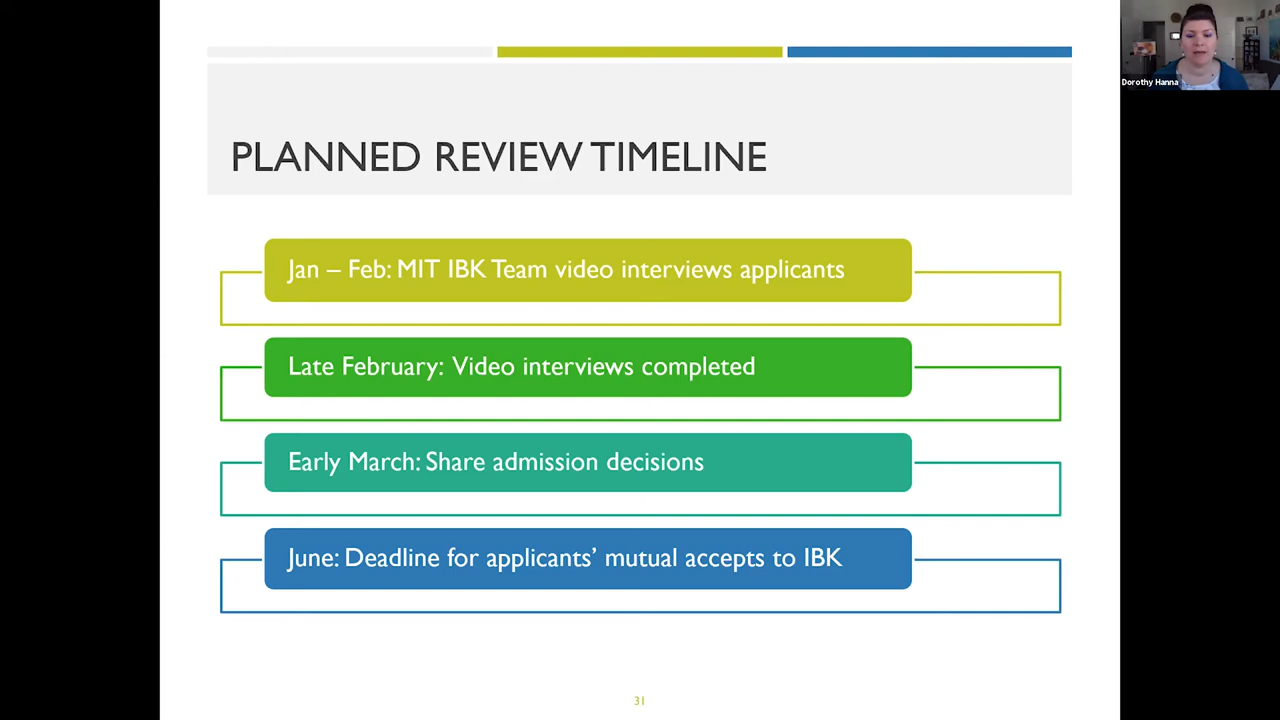 Dorothy Hanna
PLANNED REVIEW TIMELINE
Jan – Feb: MIT IBK Team video interviews applicants
Late February: Video interviews completed
Early March: Share admission decisions
June: Deadline for applicants’ mutual accepts to IBK
31